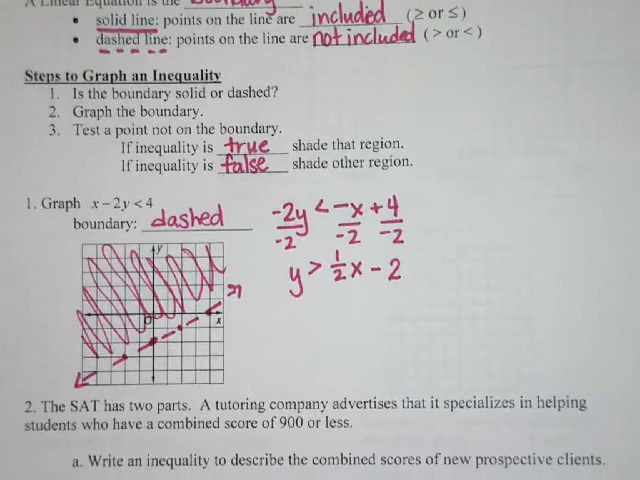 A Linear Equation is the boundary
• solid line: points on the line are included (≥ or ≤)
• dashed line: points on the line are not included (> or <)
Steps to Graph an Inequality
1. Is the boundary solid or dashed?
2. Graph the boundary.
3. Test a point not on the boundary.
If inequality is true shade that region.
If inequality is false shade other region.
1. Graph x – 2y < 4
boundary: dashed
-2y < -x + 4
-2 -2 -2
y > 1/2 x - 2
y
O
x
2. The SAT has two parts. A tutoring company advertises that it specializes in helping
students who have a combined score of 900 or less.
a. Write an inequality to describe the combined scores of new prospective clients.